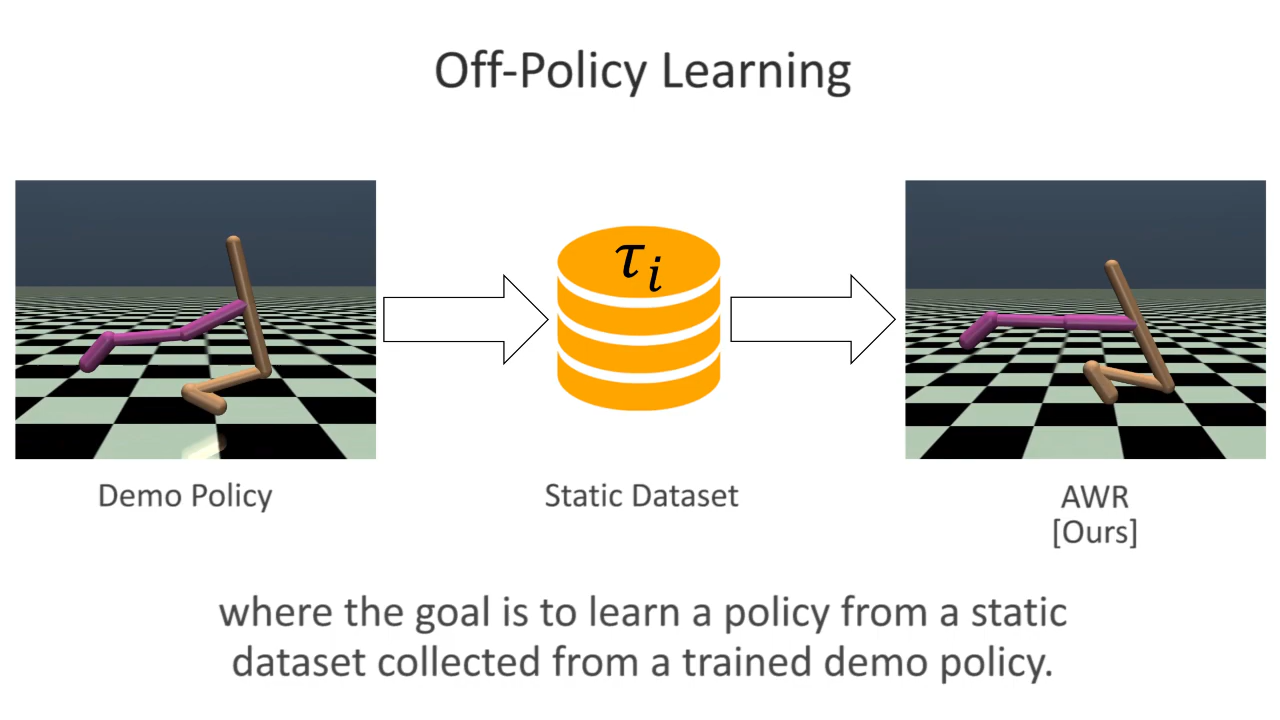 Off-Policy Learning
τᵢ
Demo Policy
Static Dataset
AWR
[Ours]
where the goal is to learn a policy from a static
dataset collected from a trained demo policy.